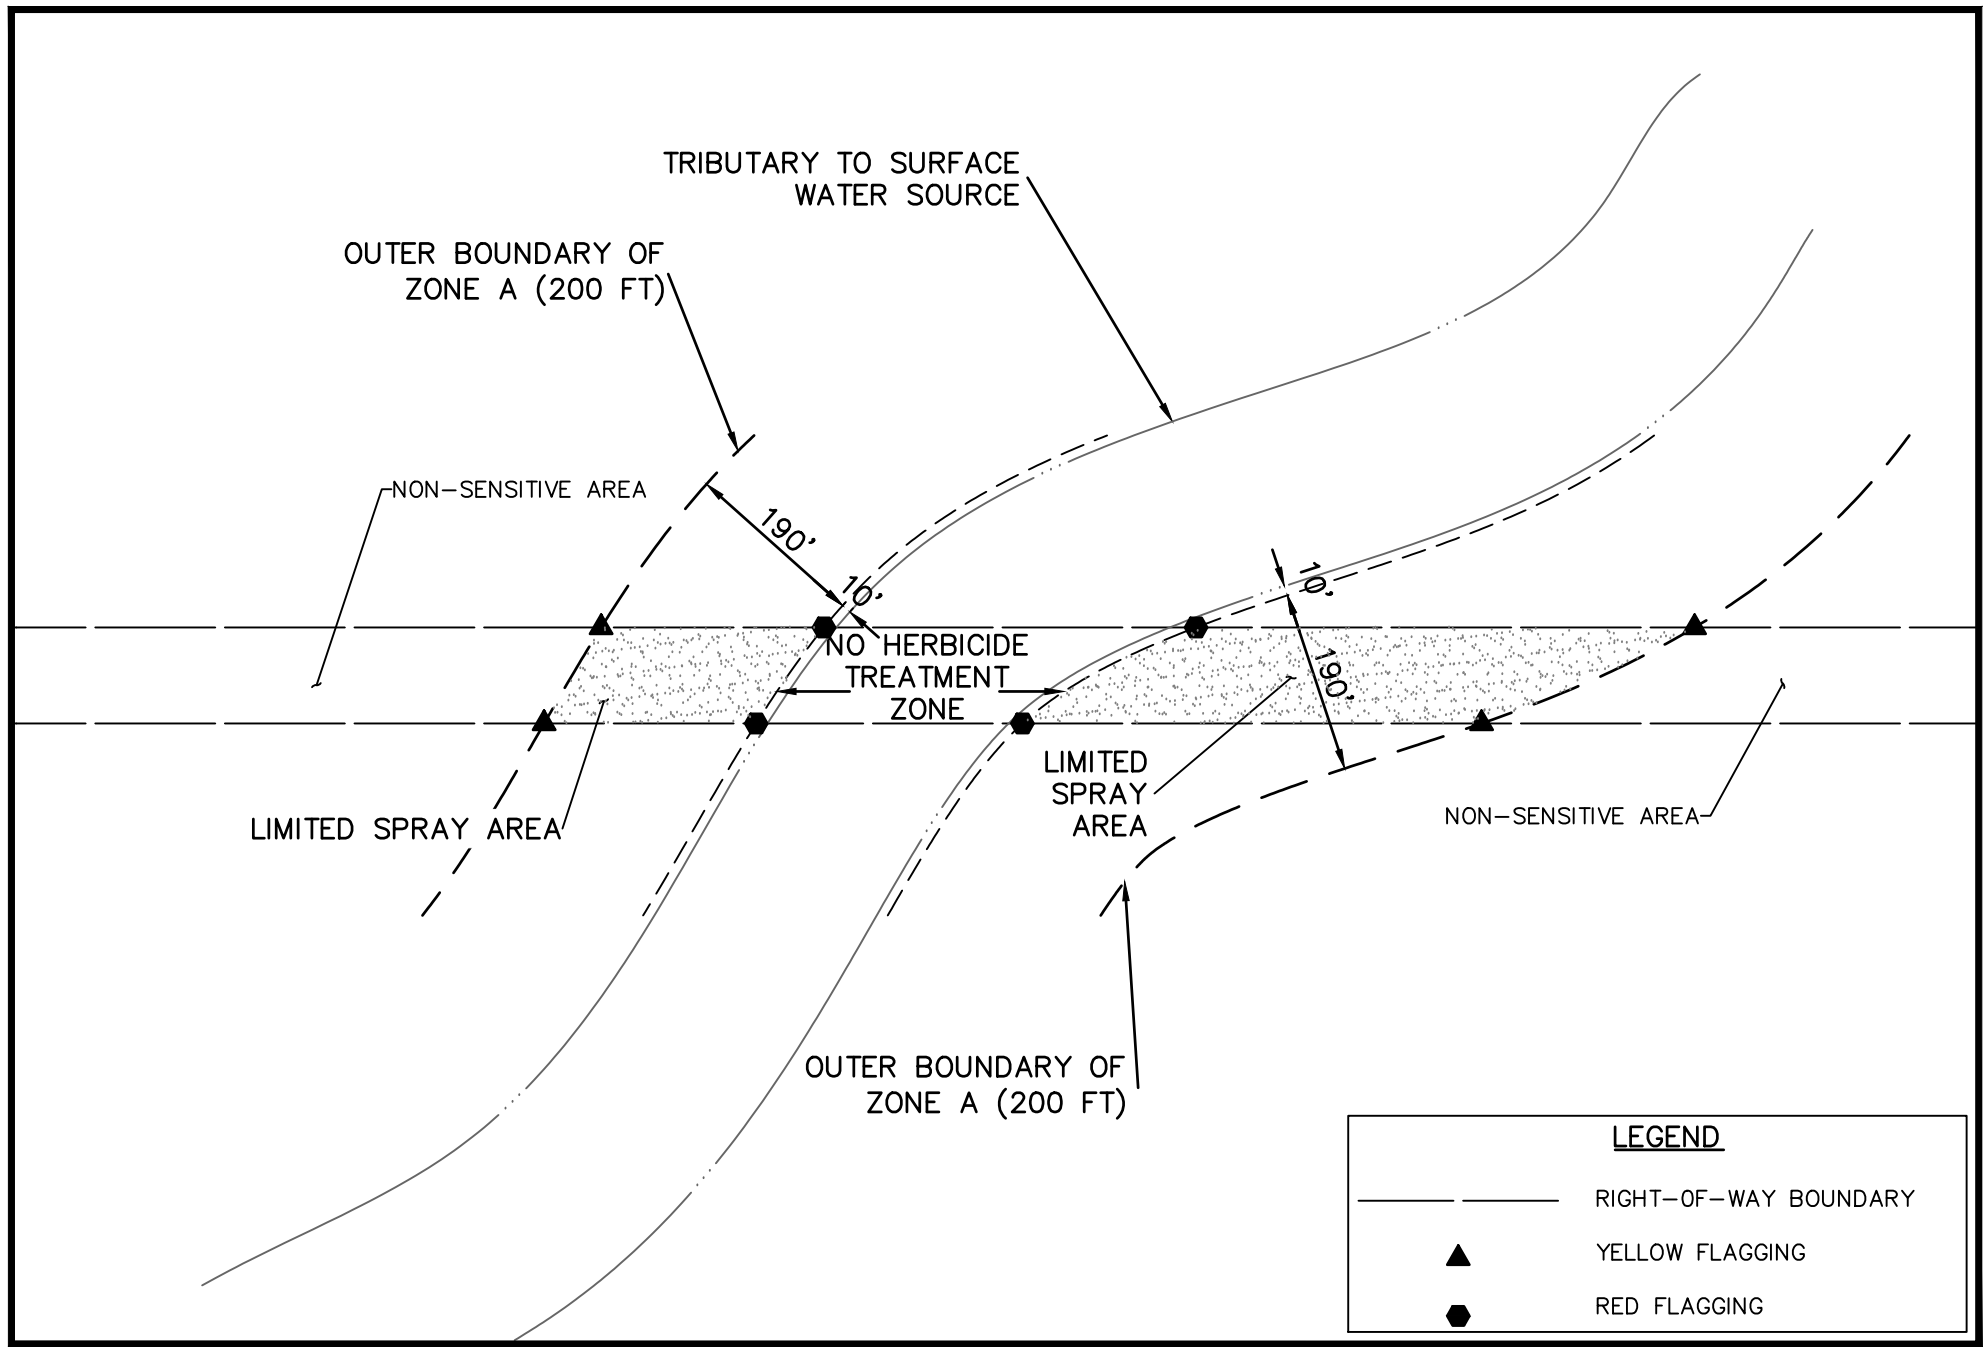 TRIBUTARY TO SURFACE
WATER SOURCE
OUTER BOUNDARY OF
ZONE A (200 FT)
NON-SENSITIVE AREA
190'
10'
10'
190'
NO HERBICIDE
TREATMENT
ZONE
LIMITED SPRAY AREA
LIMITED
SPRAY
AREA
NON-SENSITIVE AREA
OUTER BOUNDARY OF
ZONE A (200 FT)
LEGEND
RIGHT-OF-WAY BOUNDARY
YELLOW FLAGGING
RED FLAGGING